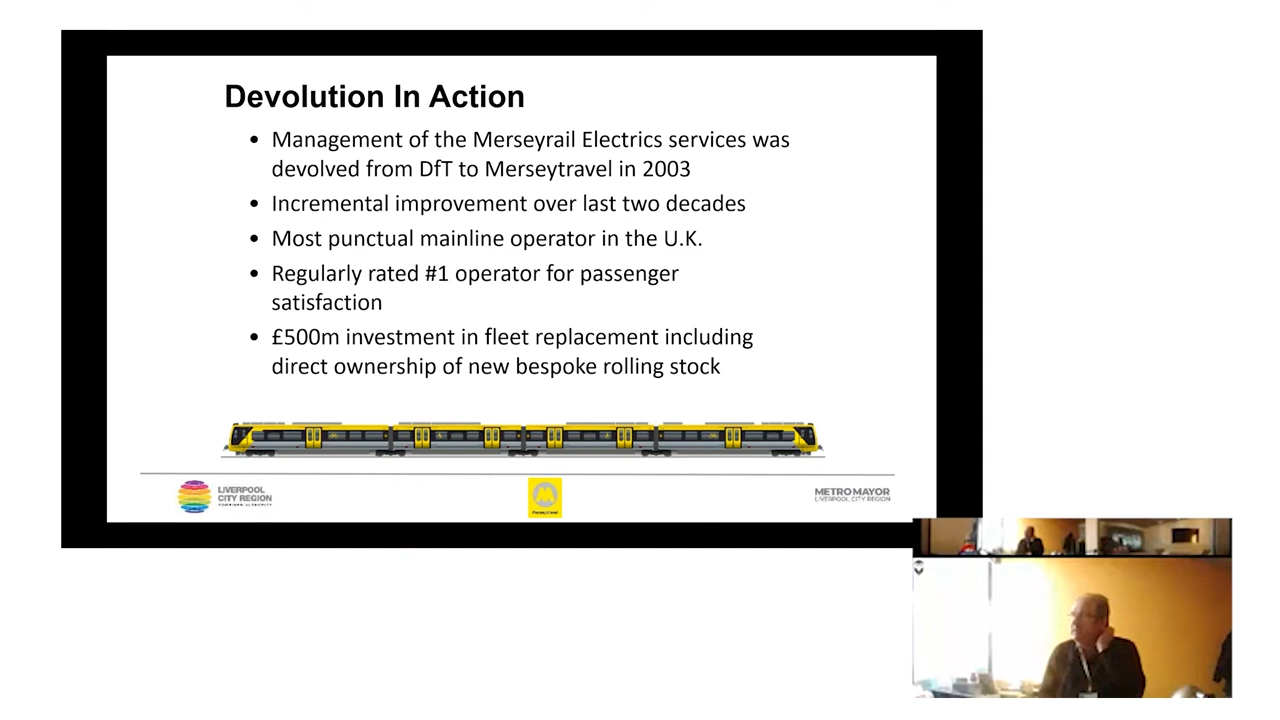 Devolution In Action
• Management of the Merseyrail Electrics services was
devolved from DfT to Merseytravel in 2003
• Incremental improvement over last two decades
• Most punctual mainline operator in the U.K.
• Regularly rated #1 operator for passenger
satisfaction
• £500m investment in fleet replacement including
direct ownership of new bespoke rolling stock
LIVERPOOL
CITY REGION
COMBINED AUTHORITY
Merseytravel
METRO MAYOR
LIVERPOOL CITY REGION